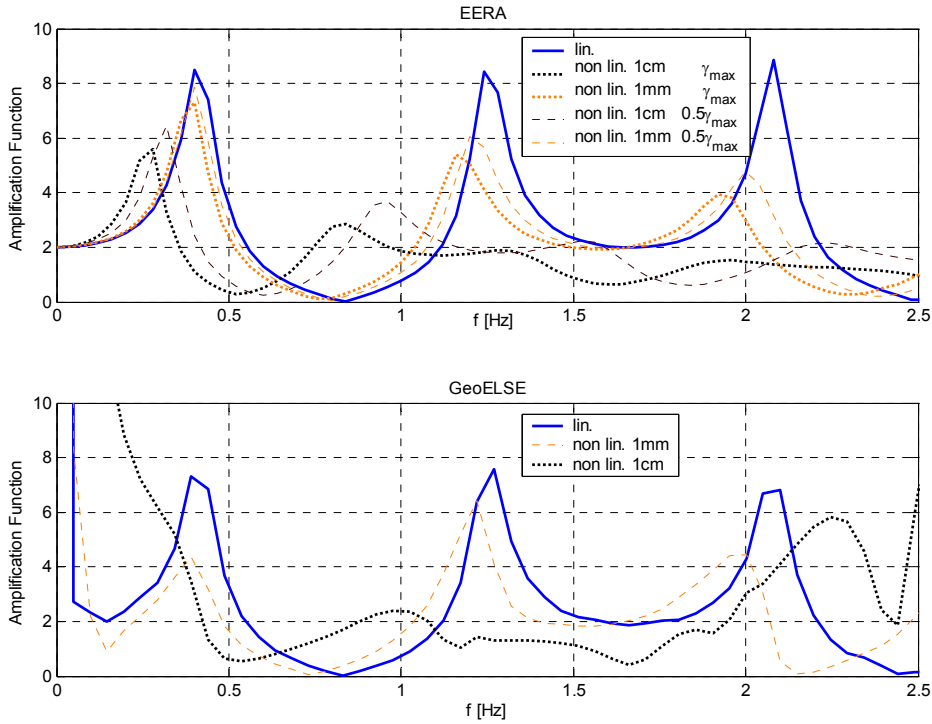 EERA
10
8
6
4
2
0
Amplification Function
lin.
non lin. 1cm γmax
non lin. 1mm γmax
non lin. 1cm 0.5γmax
non lin. 1mm 0.5γmax
0 0.5 1 1.5 2 2.5
f [Hz]
GeoELSE
10
8
6
4
2
0
Amplification Function
lin.
non lin. 1mm
non lin. 1cm
0 0.5 1 1.5 2 2.5
f [Hz]